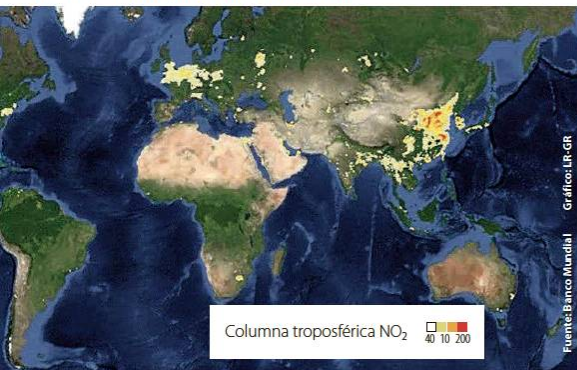 Columna troposférica NO₂
40 10 200
Fuente: Banco Mundial Gráfico: LR-GR